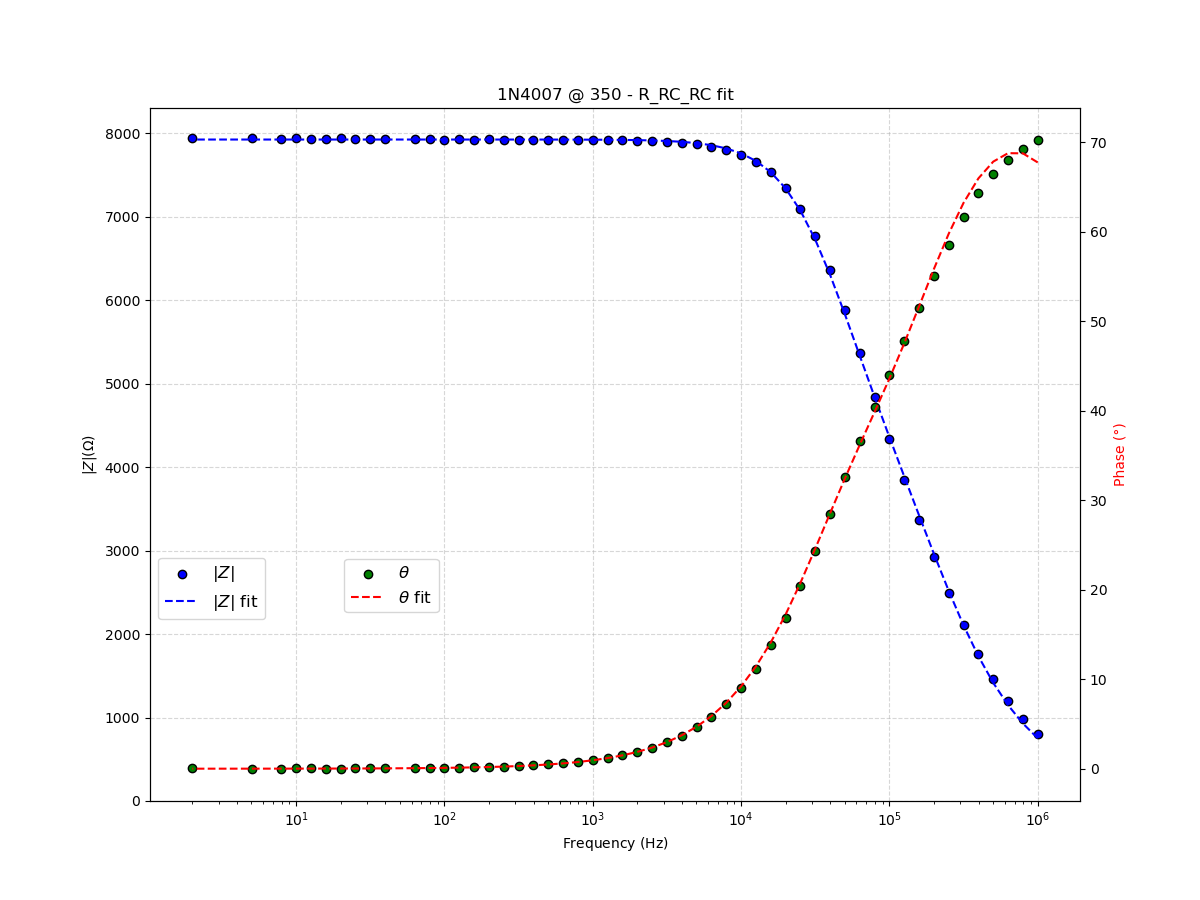 1N4007 @ 350 - R_RC_RC fit
8000
7000
6000
5000
4000
3000
2000
1000
0
|Z|(Ω)
70
60
50
40
30
20
10
0
Phase (°)
|Z|
|Z| fit
θ
θ fit
10¹
10²
10³
10⁴
10⁵
10⁶
Frequency (Hz)